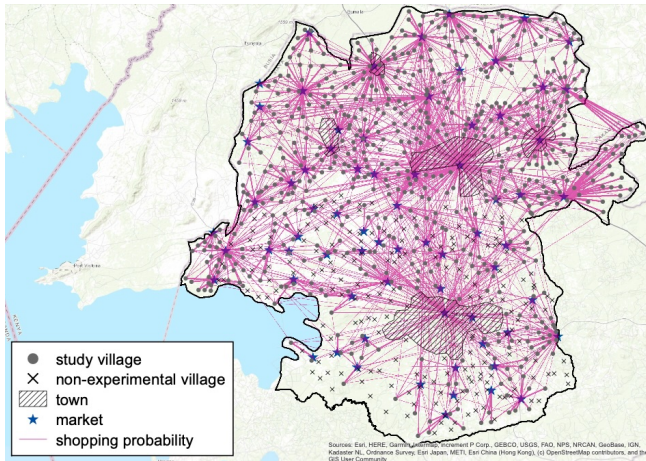 study village
non-experimental village
town
market
shopping probability
KENYA
Sources: Esri, HERE, Garmin, Intermap, increment P Corp., GEBCO, USGS, FAO, NPS, NRCAN, GeoBase, IGN,
Kadaster NL, Ordnance Survey, Esri Japan, METI, Esri China (Hong Kong), (c) OpenStreetMap contributors, and the
GIS User Community